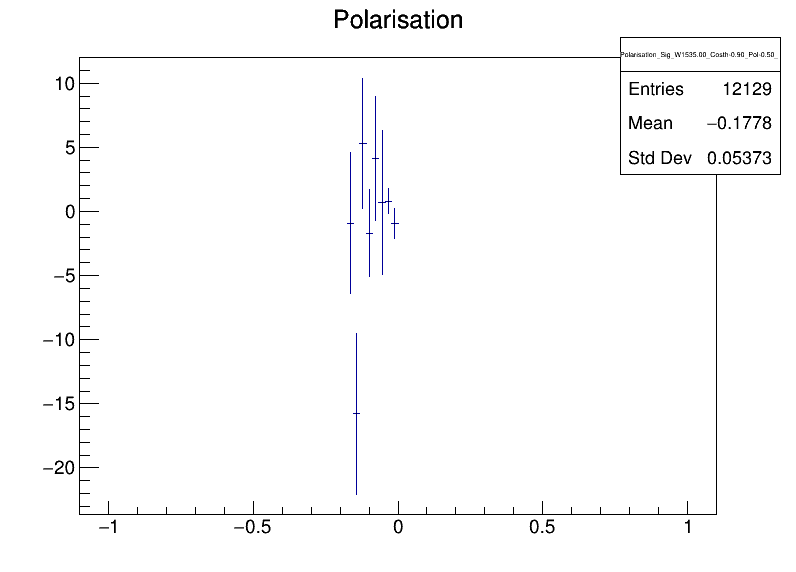 Polarisation
Polarisation_Sig_W1535.00_Costh-0.90_Pol-0.50_
Entries 12129
Mean −0.1778
Std Dev 0.05373
10
5
0
−5
−10
−15
−20
−1 −0.5 0 0.5 1